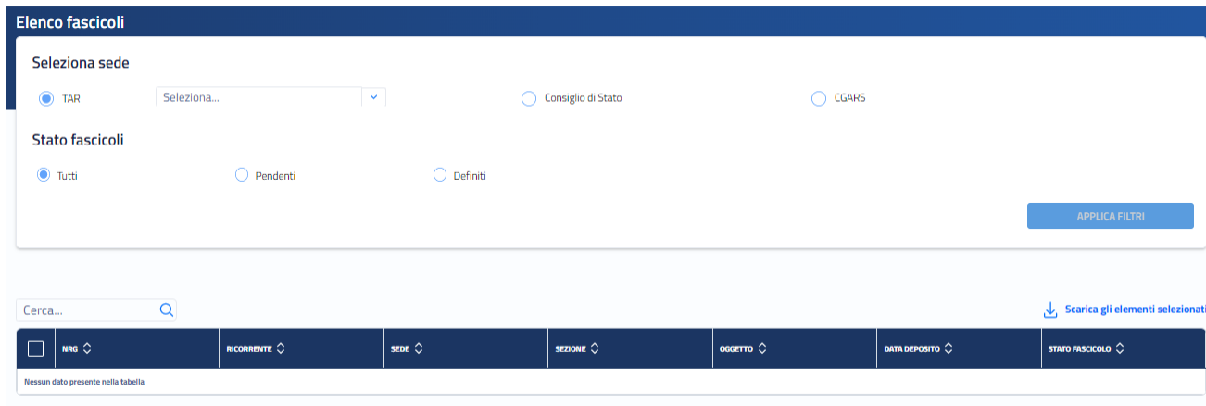 Elenco fascicoli
Seleziona sede
TAR Seleziona... Consiglio di Stato CGARS
Stato fascicoli
Tutti Pendenti Definiti
APPLICA FILTRI
Cerca... Scarica gli elementi selezionati
NRG RICORRENTE SEDE SEZIONE OGGETTO DATA DEPOSITO STATO FASCICOLO
Nessun dato presente nella tabella